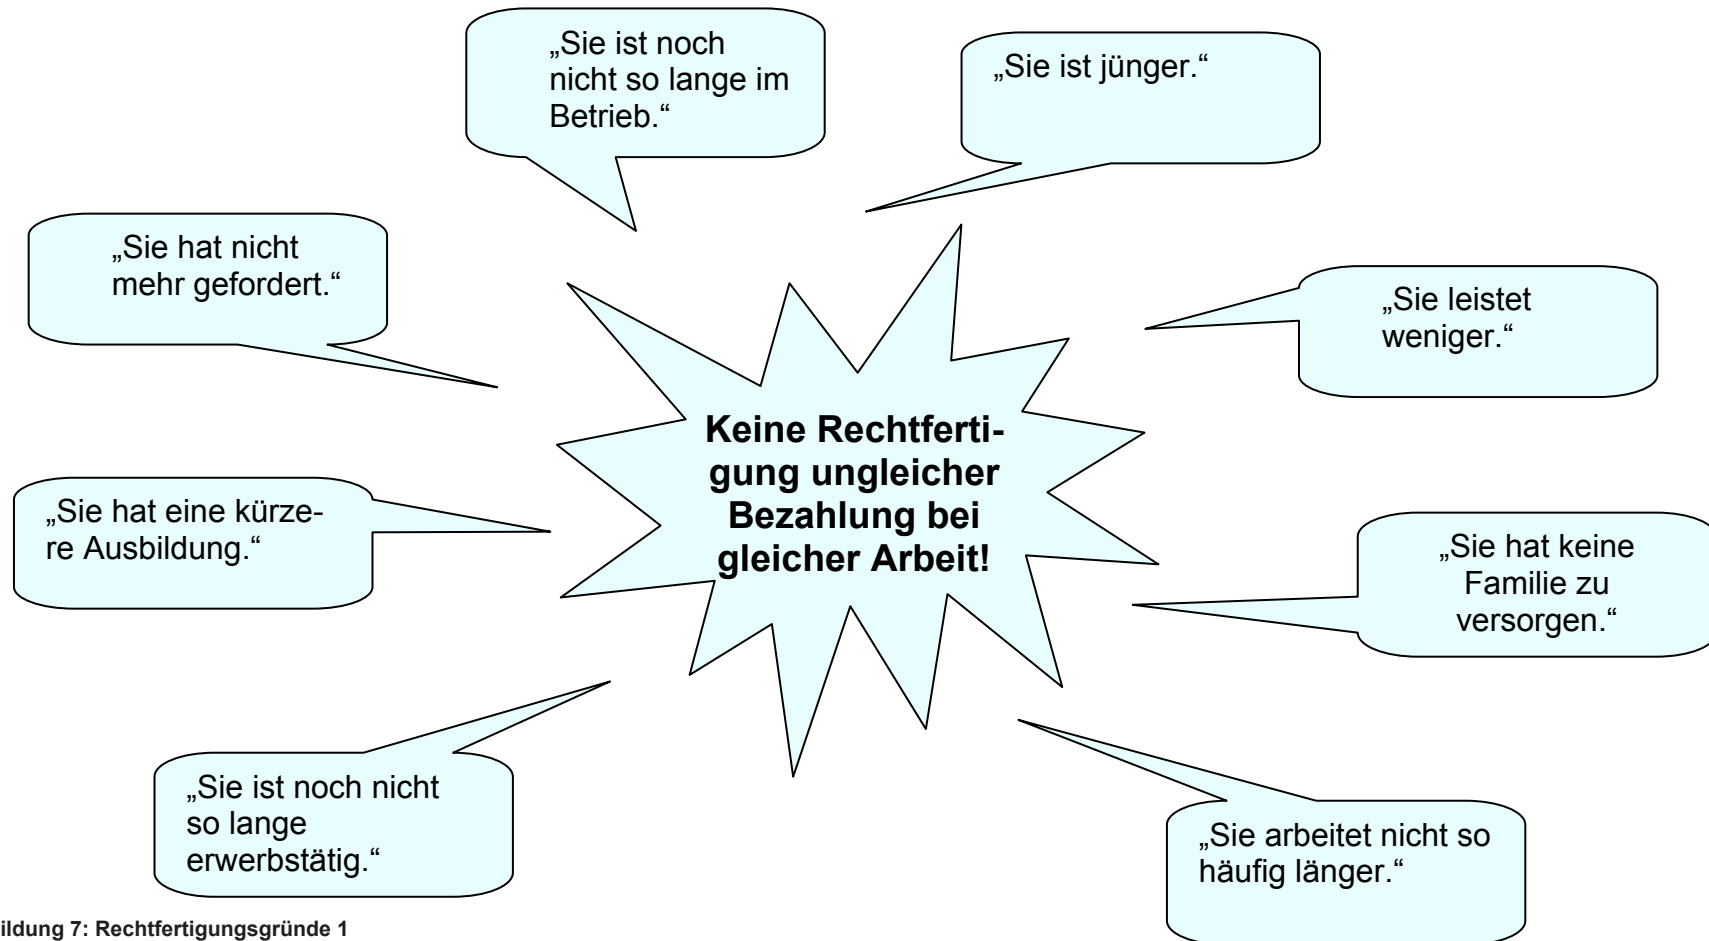 „Sie ist noch
nicht so lange im
Betrieb.“
„Sie ist jünger.“
„Sie hat nicht
mehr gefordert.“
„Sie leistet
weniger.“
Keine Rechtferti-
gung ungleicher
Bezahlung bei
gleicher Arbeit!
„Sie hat eine kürze-
re Ausbildung.“
„Sie hat keine
Familie zu
versorgen.“
„Sie ist noch nicht
so lange
erwerbstätig.“
„Sie arbeitet nicht so
häufig länger.“
ildung 7: Rechtfertigungsgründe 1